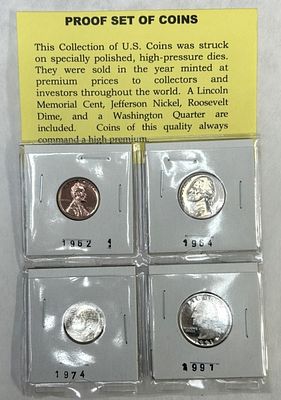 PROOF SET OF COINS
This Collection of U.S. Coins was struck
on specially polished, high-pressure dies.
They were sold in the year minted at
premium prices to collectors and
investors throughout the world. A Lincoln
Memorial Cent, Jefferson Nickel, Roosevelt
Dime, and a Washington Quarter are
included. Coins of this quality always
command a high premium.
1962
1964
1974
1991